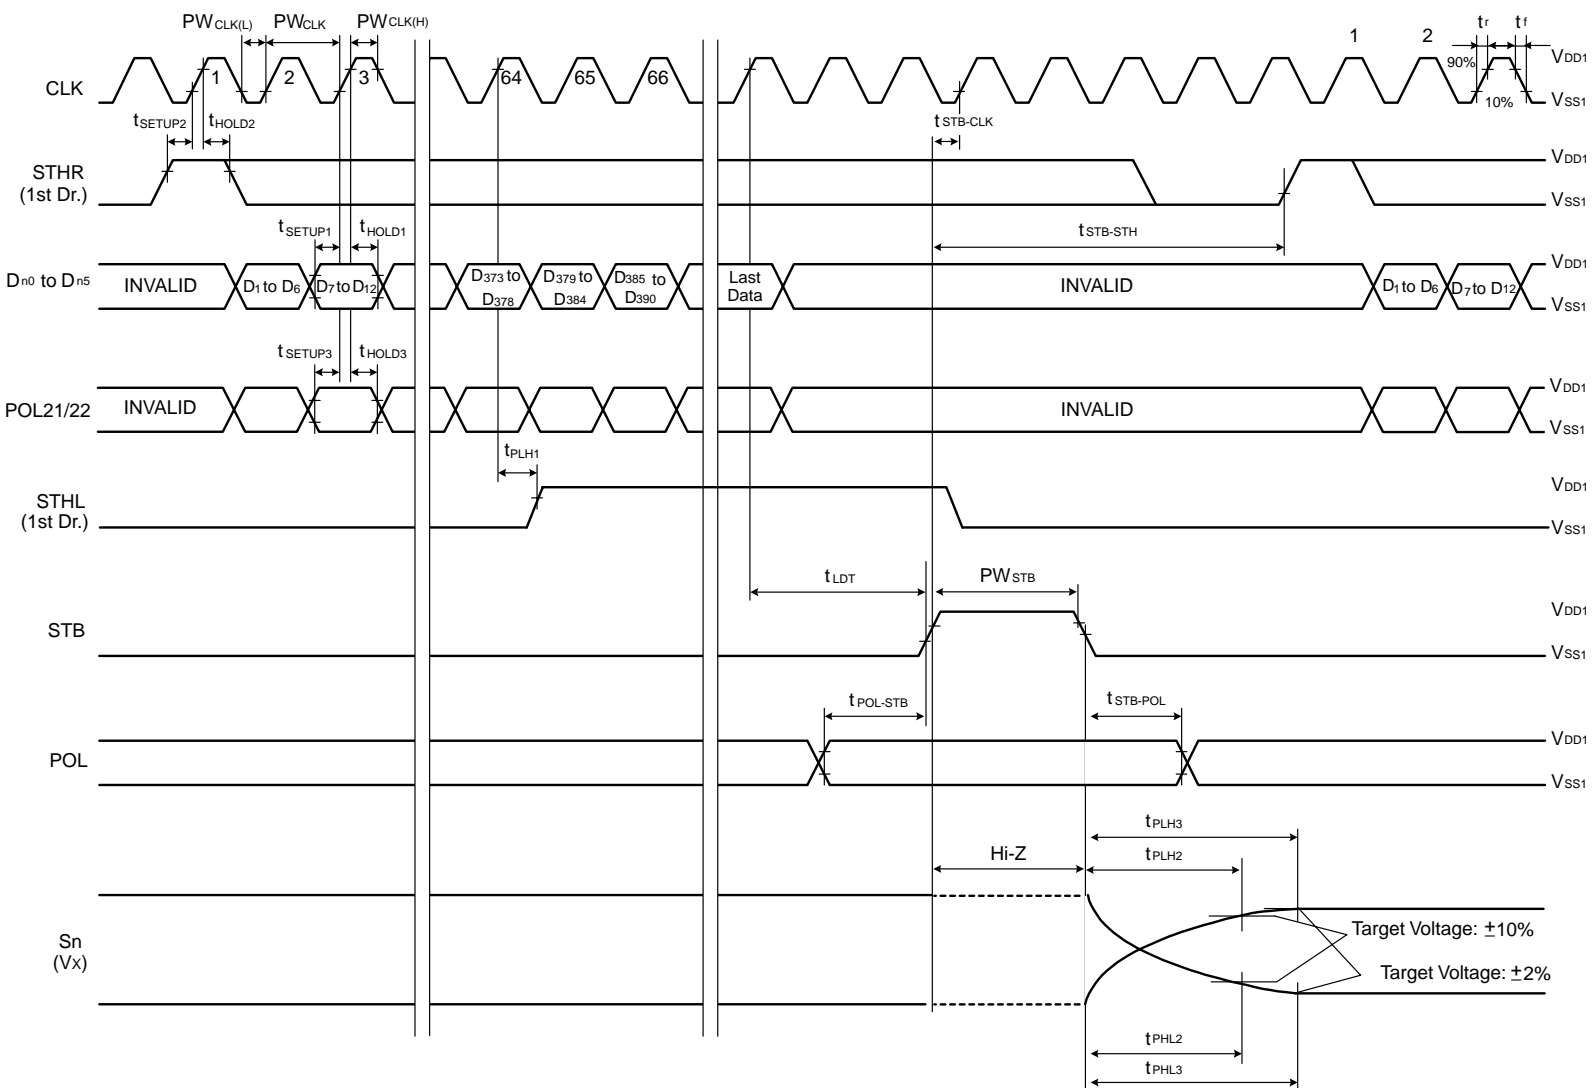 PWCLK(L) PWCLK PWCLK(H)
1 2 tr tf
CLK 1 2 3 64 65 66 90% 10% VDD1
VSS1
tSETUP2 tHOLD2 tSTB-CLK
STHR
(1st Dr.)
VDD1
VSS1
tSETUP1 tHOLD1 tSTB-STH
Dn0 to Dn5 INVALID D1 to D6 D7 to D12 D373 to D378 D379 to D384 D385 to D390 Last Data INVALID D1 to D6 D7 to D12 VDD1
VSS1
tSETUP3 tHOLD3
POL21/22 INVALID INVALID VDD1
VSS1
tPLH1
STHL
(1st Dr.)
VDD1
VSS1
tLDT PWSTB
STB VDD1
VSS1
tPOL-STB tSTB-POL
POL VDD1
VSS1
tPLH3
Hi-Z tPLH2
Sn
(VX)
Target Voltage: ±10%
Target Voltage: ±2%
tPHL2
tPHL3